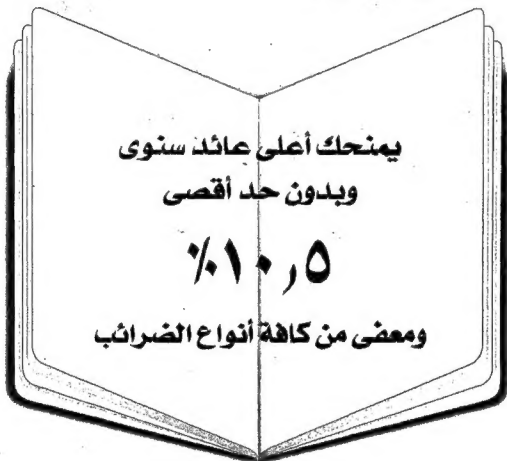 يمنحك أعلى عائد سنوى
وبدون حد أقصى
١٠٫٥٪
ومعفى من كافة أنواع الضرائب